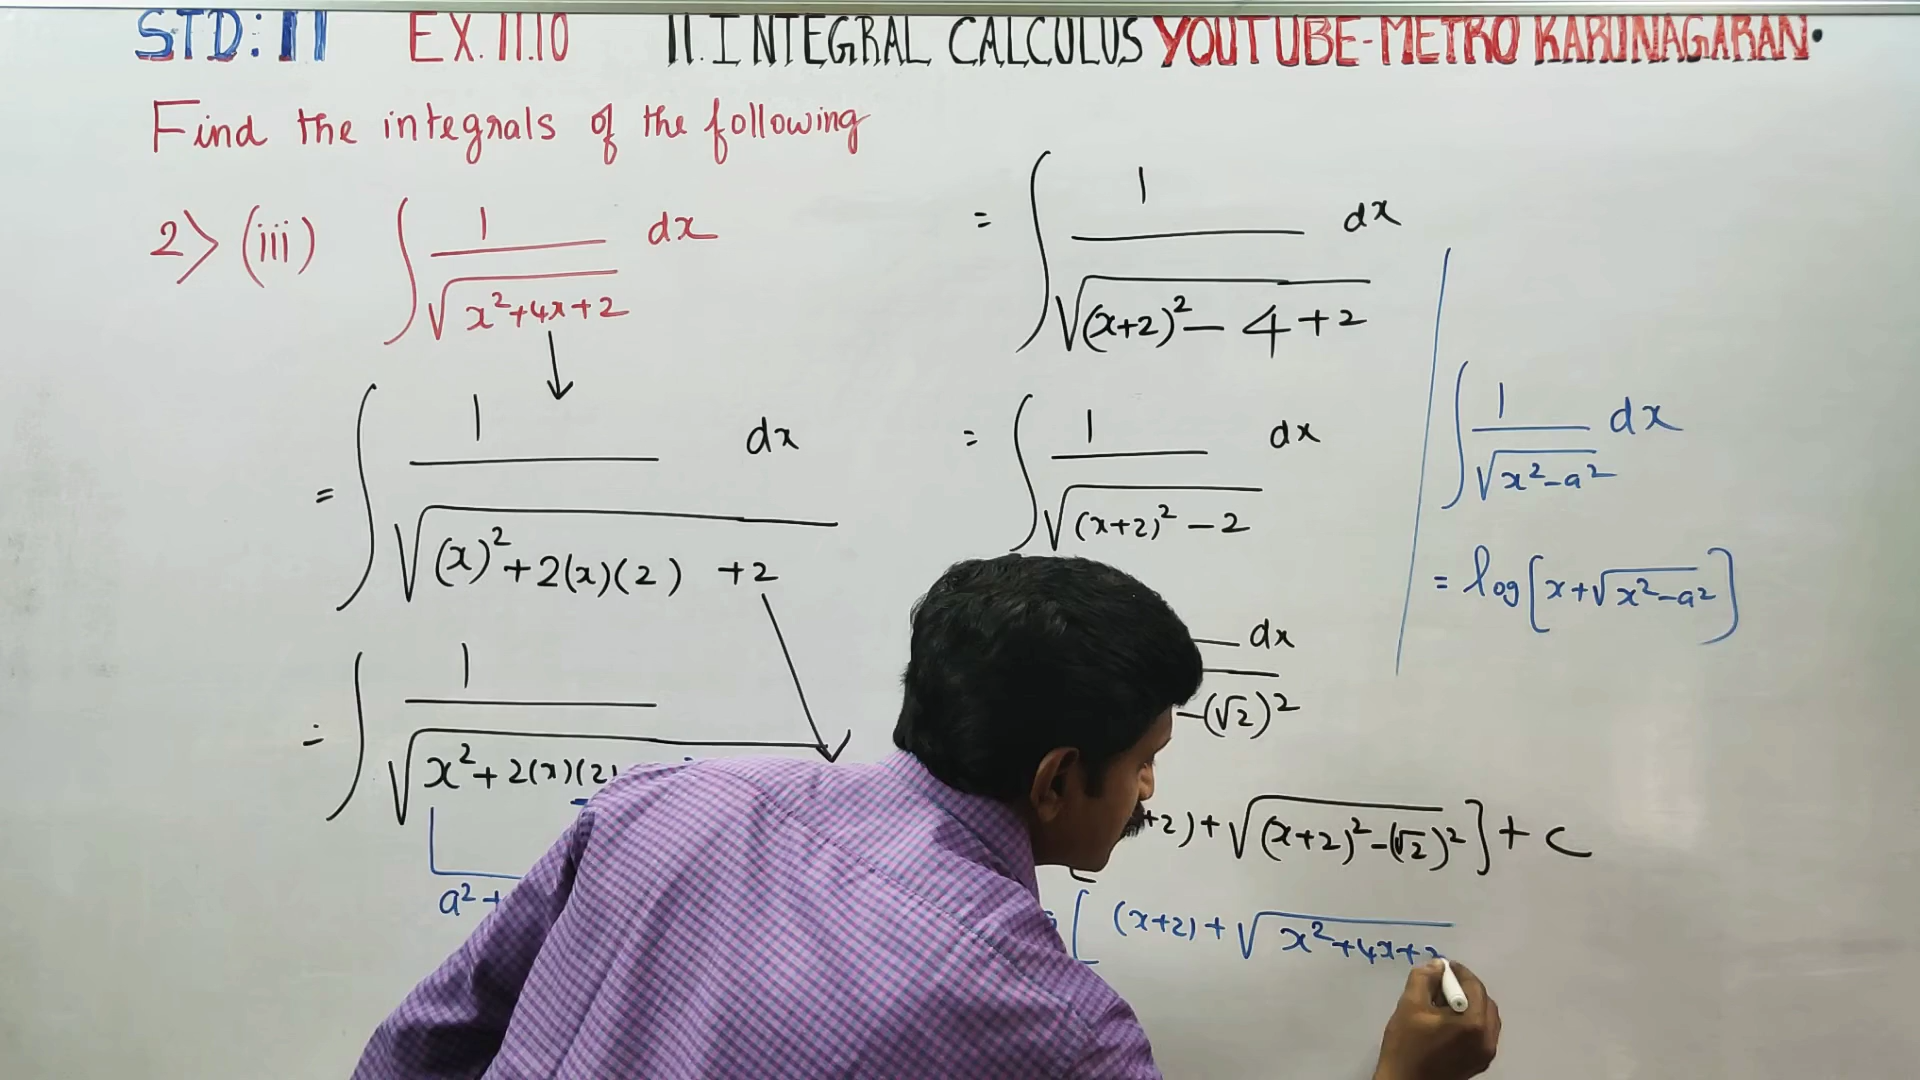 STD: 11 EX. 11.10 11. INTEGRAL CALCULUS YOUTUBE-METRO KARUNAGARAN.
Find the integrals of the following
2> (iii) ∫ 1/√(x²+4x+2) dx
= ∫ 1/√((x)²+2(x)(2) +2) dx
= ∫ 1/√(x²+2(x)(2)
a²+
= ∫ 1/√((x+2)²-4+2) dx
= ∫ 1/√((x+2)²-2) dx
dx
-(√2)²
+2)+√((x+2)²-(√2)²)]+c
[(x+2)+√(x²+4x+
∫ 1/√(x²-a²) dx
= log[x+√(x²-a²)]